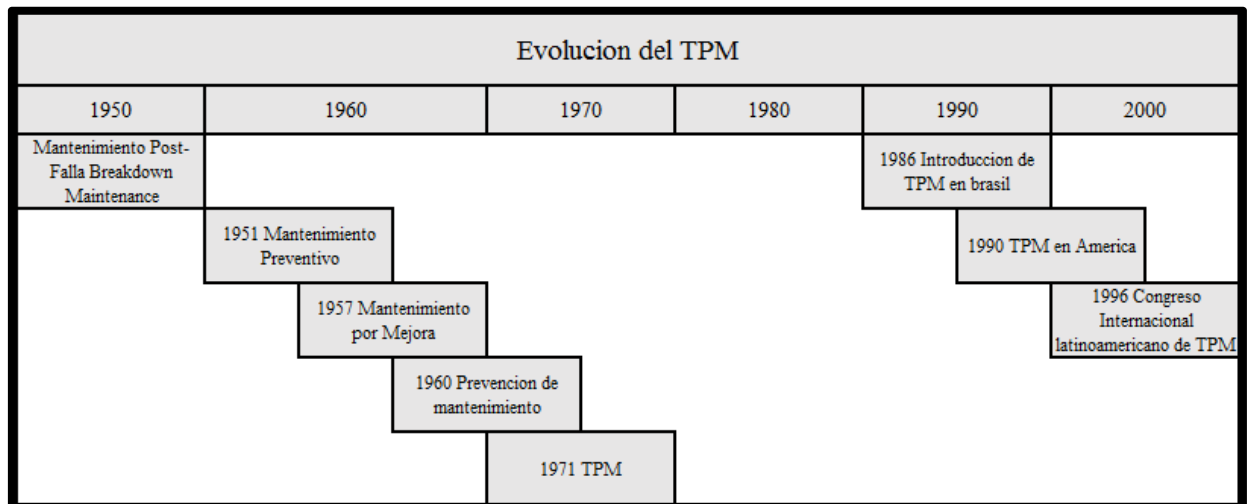 Evolucion del TPM
1950 1960 1970 1980 1990 2000
Mantenimiento Post-
Falla Breakdown
Maintenance
1986 Introduccion de
TPM en brasil
1951 Mantenimiento
Preventivo
1990 TPM en America
1957 Mantenimiento
por Mejora
1996 Congreso
Internacional
latinoamericano de TPM
1960 Prevencion de
mantenimiento
1971 TPM